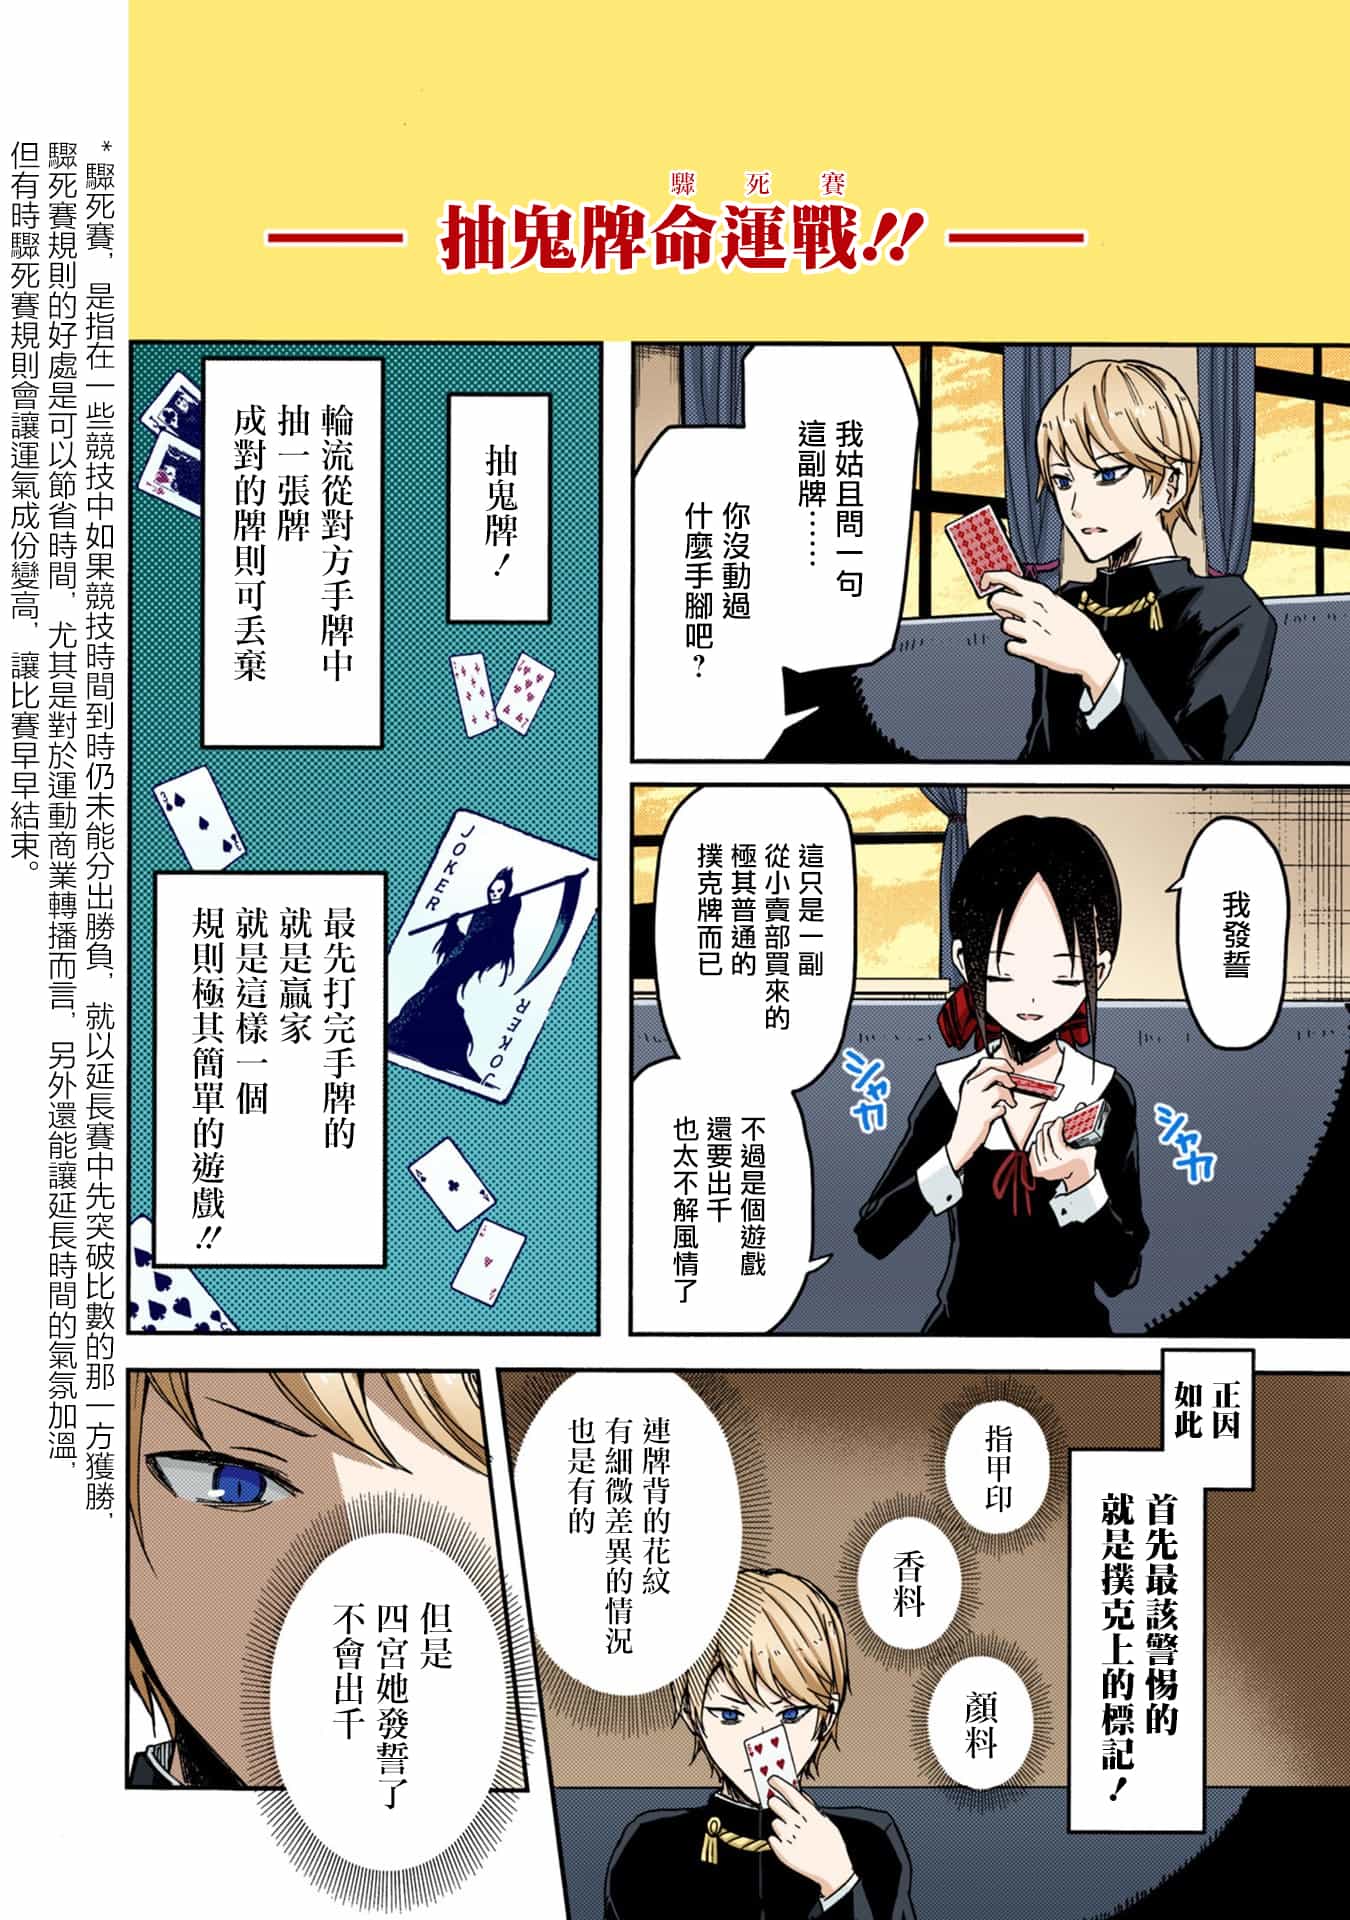 驟死賽
抽鬼牌命運戰!!
我姑且問一句
這副牌……
你沒動過
什麼手腳吧?
我發誓
這只是一副
從小賣部買來的
極其普通的
撲克牌而已
不過是個遊戲
還要出千
也太不解風情了
シャカ
シャカ
抽鬼牌!
輪流從對方手牌中
抽一張牌
成對的牌則可丟棄
JOKER
JOKER
最先打完手牌的
就是贏家
就是這樣一個
規則極其簡單的遊戲!!
正因
如此
首先最該警惕的
就是撲克上的標記!
指甲印
香料
顏料
連牌背的花紋
有細微差異的情況
也是有的
但是
四宮她發誓了
不會出千
*驟死賽,是指在一些競技中如果競技時間到時仍未能分出勝負,就以延長賽中先突破比數的那一方獲勝,
驟死賽規則的好處是可以節省時間,尤其是對於運動商業轉播而言,另外還能讓延長時間的氣氛加溫,
但有時驟死賽規則會讓運氣成份變高,讓比賽早早結束。